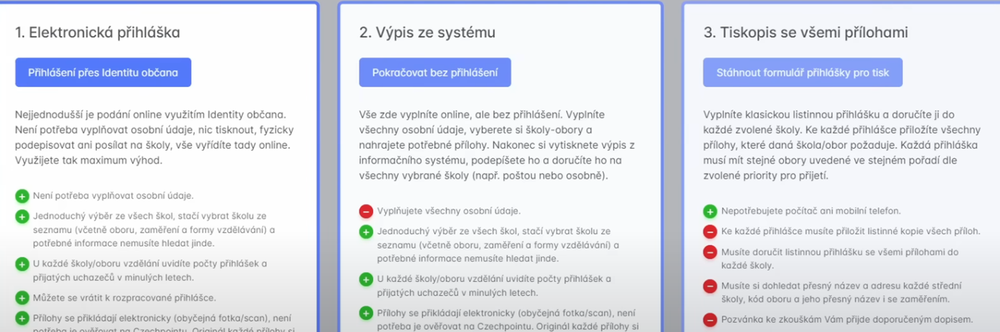 1. Elektronická přihláška
Přihlášení přes Identitu občana
Nejjednodušší je podání online využitím Identity občana.
Není potřeba vyplňovat osobní údaje, nic tisknout, fyzicky
podepisovat ani posílat na školy, vše vyřídíte tady online.
Využijete tak maximum výhod.
Není potřeba vyplňovat osobní údaje.
Jednoduchý výběr ze všech škol, stačí vybrat školu ze
seznamu (včetně oboru, zaměření a formy vzdělávání) a
potřebné informace nemusíte hledat jinde.
U každé školy/oboru vzdělání uvidíte počty přihlášek a
přijatých uchazečů v minulých letech.
Můžete se vrátit k rozpracované přihlášce.
Přílohy se přikládají elektronicky (obyčejná fotka/scan), není
potřeba je ověřovat na Czechpointu. Originál každé přílohy si
2. Výpis ze systému
Pokračovat bez přihlášení
Vše zde vyplníte online, ale bez přihlášení. Vyplníte
všechny osobní údaje, vyberete si školy-obory a
nahrajete potřebné přílohy. Nakonec si vytisknete výpis z
informačního systému, podepíšete ho a doručíte ho na
všechny vybrané školy (např. poštou nebo osobně).
Vyplňujete všechny osobní údaje.
Jednoduchý výběr ze všech škol, stačí vybrat školu ze
seznamu (včetně oboru, zaměření a formy vzdělávání) a
potřebné informace nemusíte hledat jinde.
U každé školy/oboru vzdělání uvidíte počty přihlášek a
přijatých uchazečů v minulých letech.
Přílohy se přikládají elektronicky (obyčejná fotka/scan), není
potřeba je ověřovat na Czechpointu. Originál každé přílohy si
3. Tiskopis se všemi přílohami
Stáhnout formulář přihlášky pro tisk
Vyplníte klasickou listinnou přihlášku a doručíte ji do
každé zvolené školy. Ke každé přihlášce přiložíte všechny
přílohy, které daná škola/obor požaduje. Každá přihláška
musí mít stejné obory uvedené ve stejném pořadí dle
zvolené priority pro přijetí.
Nepotřebujete počítač ani mobilní telefon.
Ke každé přihlášce musíte přiložit listinné kopie všech příloh.
Musíte doručit listinnou přihlášku se všemi přílohami do
každé školy.
Musíte si dohledat přesný název a adresu každé střední
školy, kód oboru a jeho přesný název i se zaměřením.
Pozvánka ke zkouškám Vám přijde doporučeným dopisem.